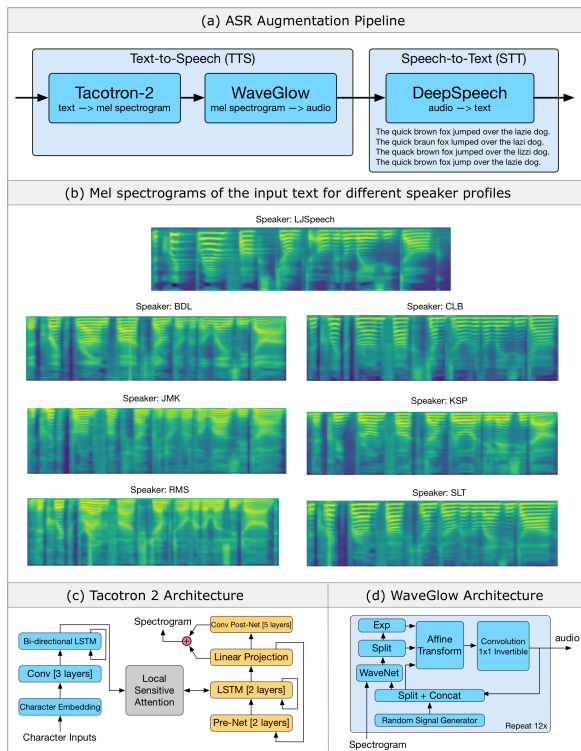 (a) ASR Augmentation Pipeline
Text-to-Speech (TTS)
Speech-to-Text (STT)
Tacotron-2
text —> mel spectrogram
WaveGlow
mel spectrogram —> audio
DeepSpeech
audio —> text
The quick brown fox jumped over the lazie dog.
The quick braun fox lumped over the lazi dog.
The quack brown fox jumped over the lizzi dog.
The quick brown fox jump over the lazie dog.
(b) Mel spectrograms of the input text for different speaker profiles
Speaker: LJSpeech
Speaker: BDL
Speaker: CLB
Speaker: JMK
Speaker: KSP
Speaker: RMS
Speaker: SLT
(c) Tacotron 2 Architecture
Spectrogram
Conv Post-Net [5 layers]
Bi-directional LSTM
Linear Projection
Conv [3 layers]
Local
Sensitive
Attention
LSTM [2 layers]
Character Embedding
Pre-Net [2 layers]
Character Inputs
(d) WaveGlow Architecture
Exp
Split
WaveNet
Affine
Transform
Convolution
1x1 Invertible
audio
Split + Concat
Random Signal Generator
Repeat 12x
Spectrogram